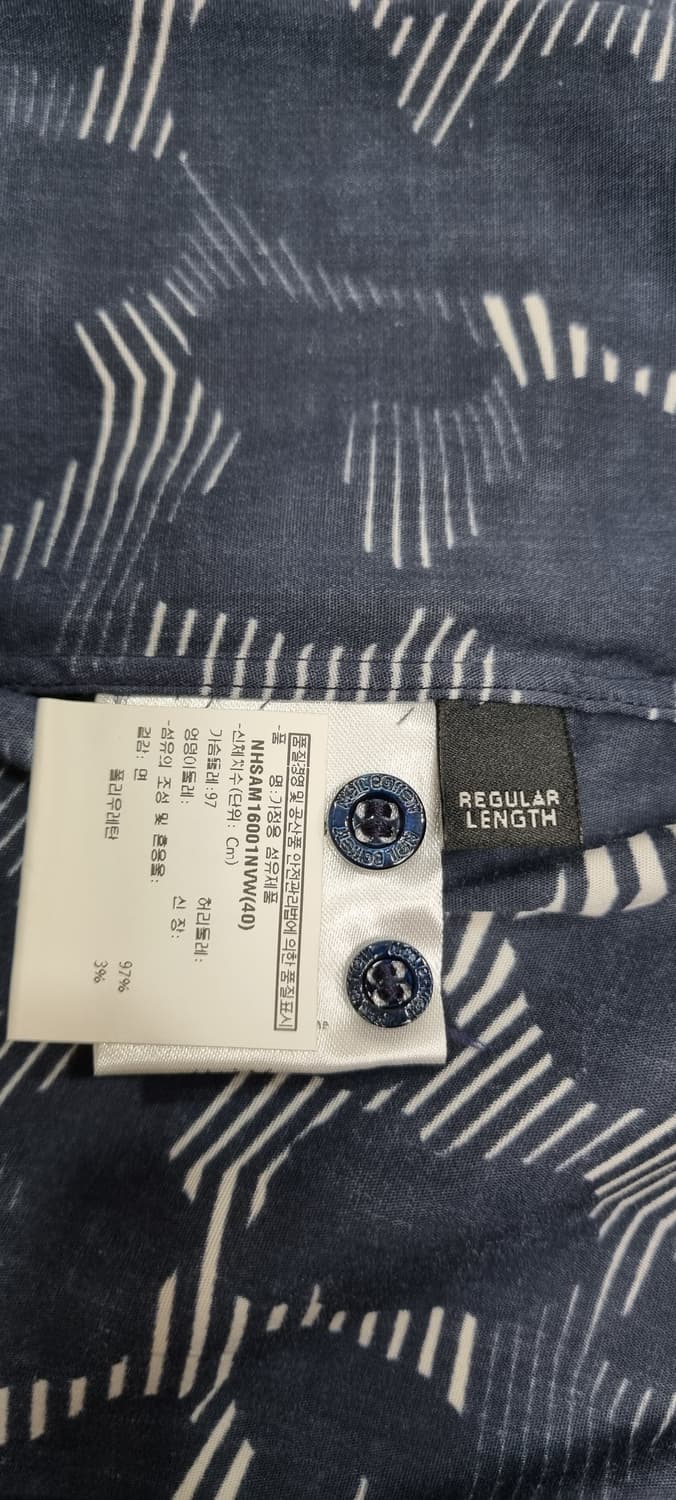 품질경영 및 공산품 안전관리법에 의한 품질표시
-품 명:가정용 섬유제품
NHSAM16001NVW(40)
-신체치수(단위: Cm)
가슴둘레:97 허리둘레:
엉덩이둘레: 신 장:
-섬유의 조성 및 혼용율:
겉감: 면 97%
폴리우레탄 3%
REGULAR
LENGTH